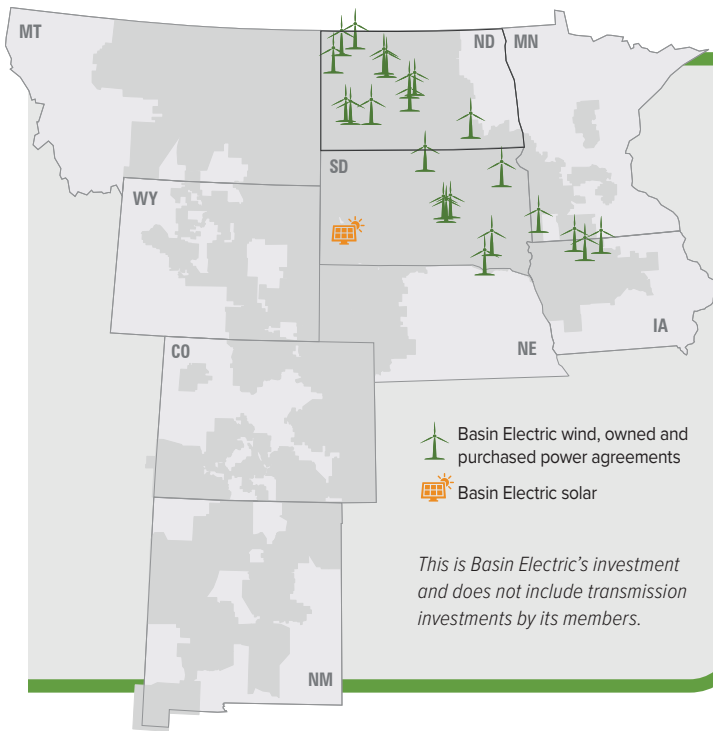 MT
ND
MN
SD
WY
IA
NE
CO
Basin Electric wind, owned and
purchased power agreements
Basin Electric solar
This is Basin Electric's investment
and does not include transmission
investments by its members.
NM